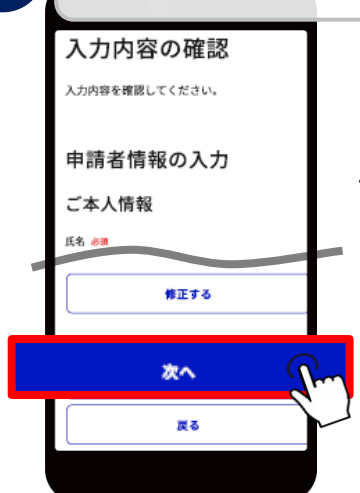 入力内容の確認
入力内容を確認してください。
申請者情報の入力
ご本人情報
氏名 必須
修正する
次へ
戻る